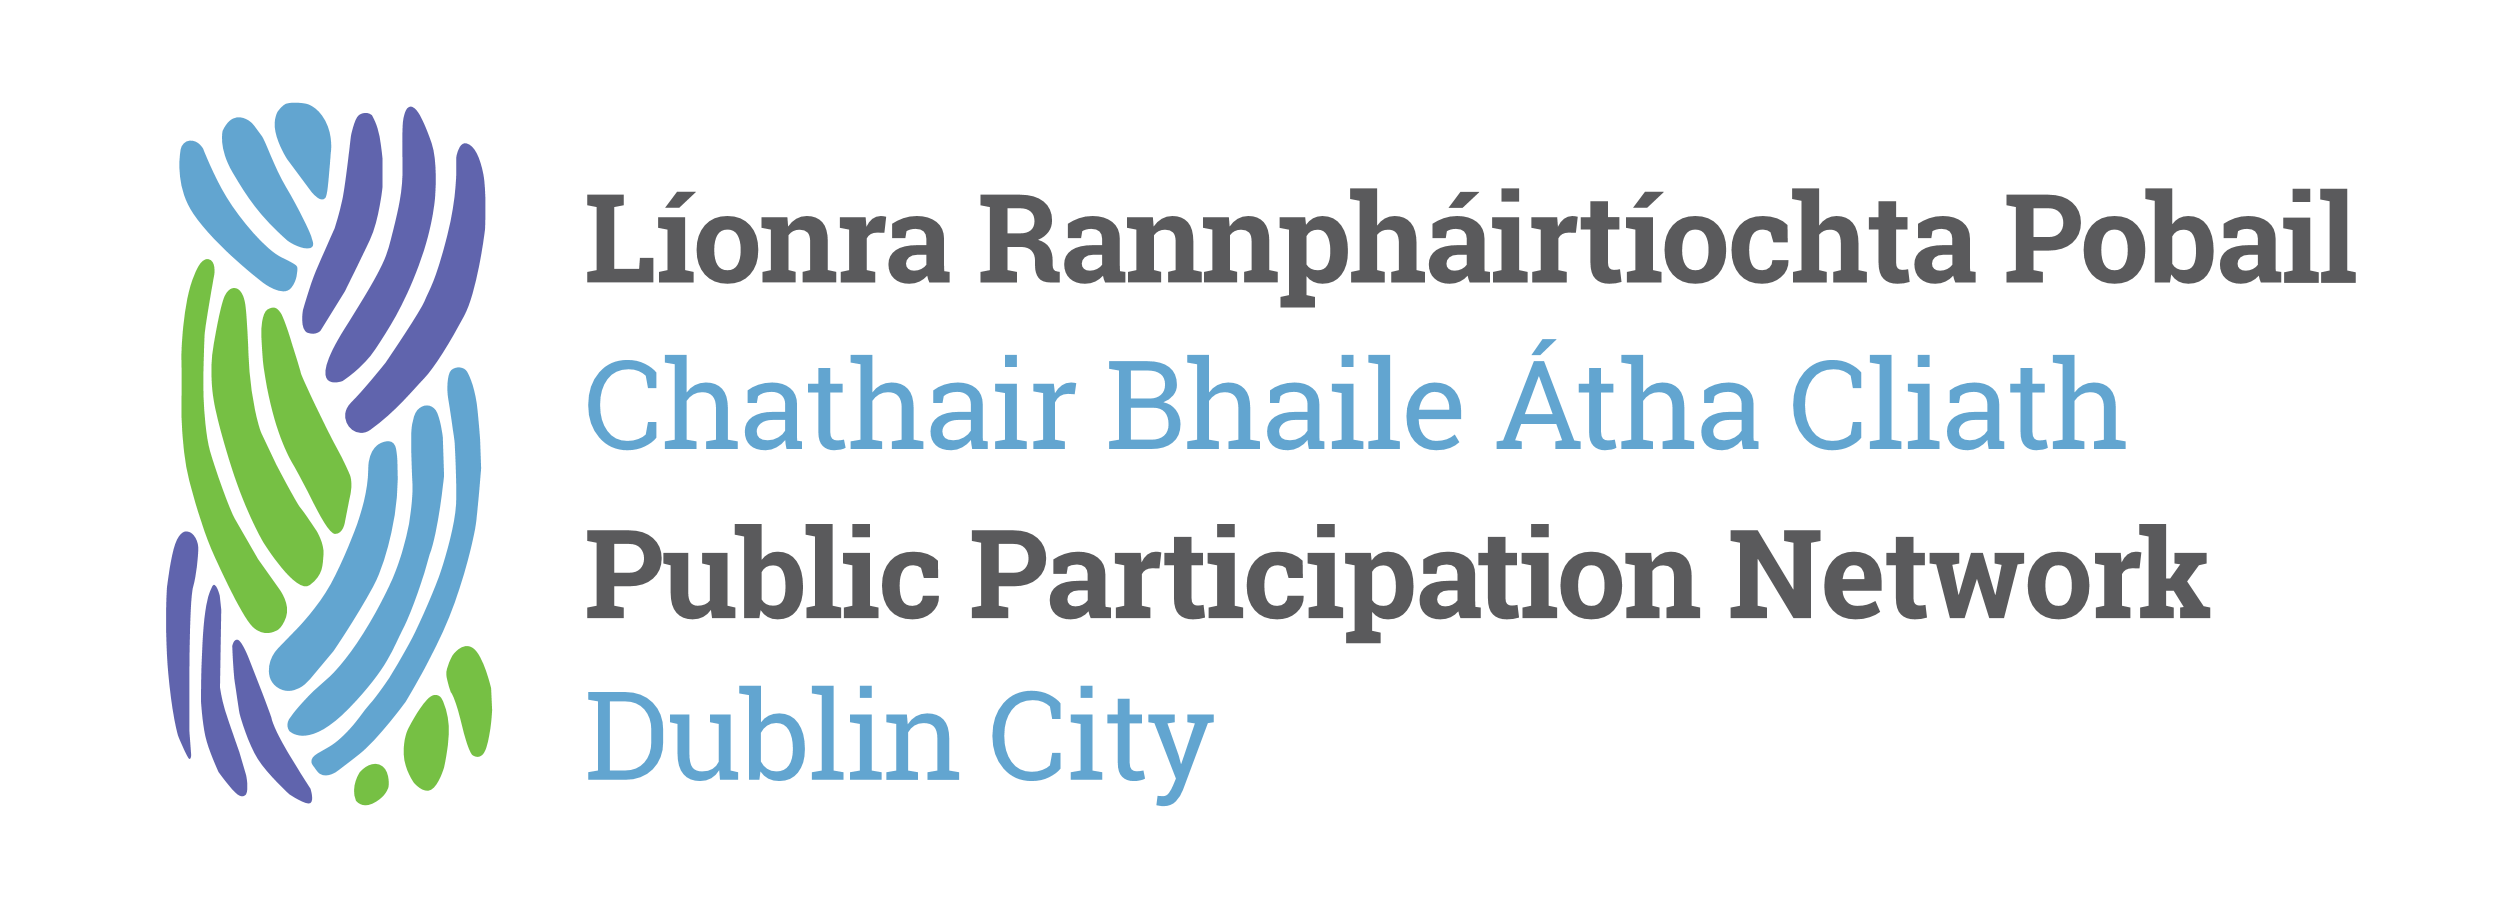 Líonra Rannpháirtíochta Pobail
Chathair Bhaile Átha Cliath
Public Participation Network
Dublin City